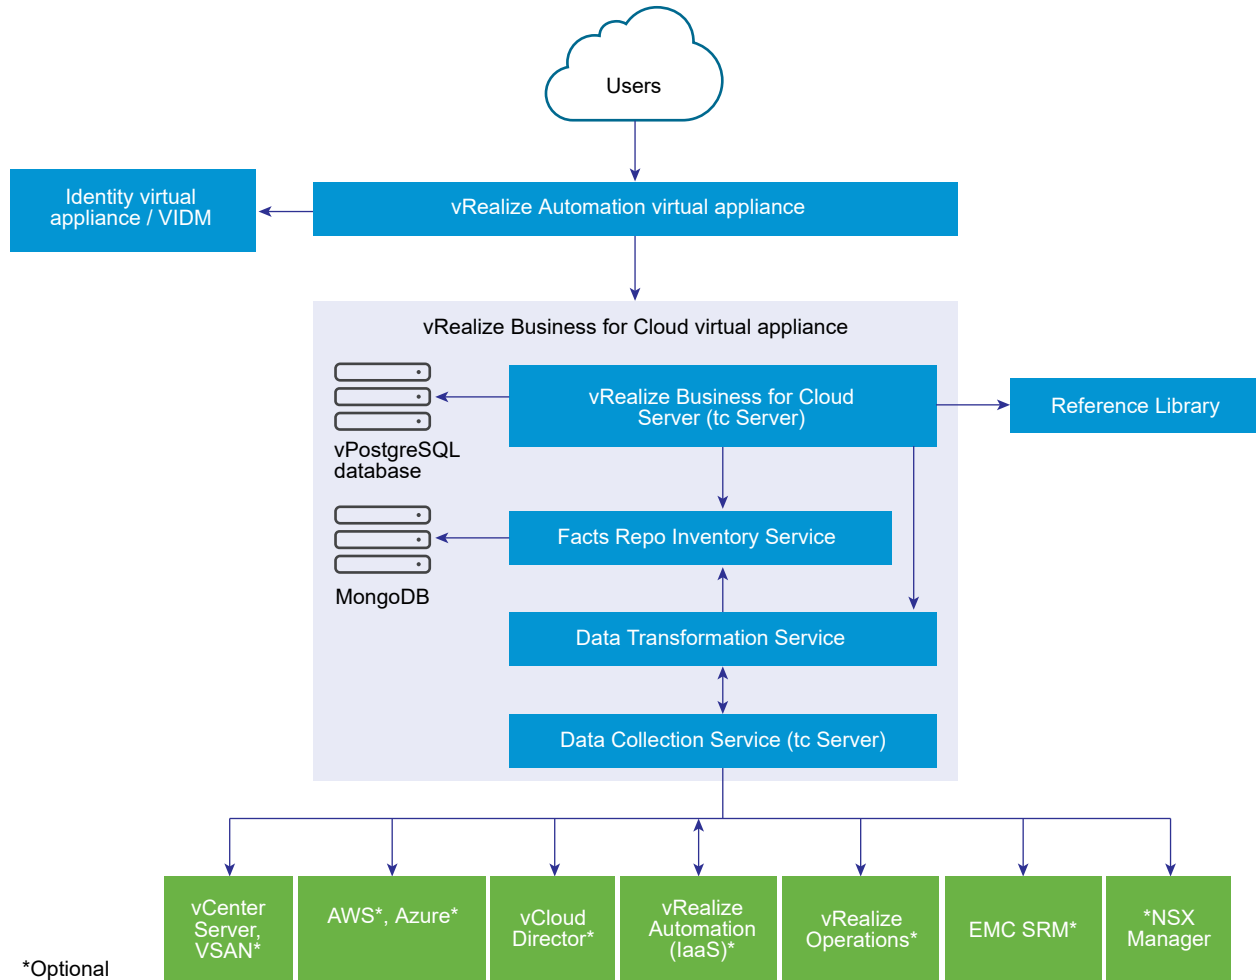 Users
Identity virtual
appliance / VIDM
vRealize Automation virtual appliance
vRealize Business for Cloud virtual appliance
vRealize Business for Cloud
Server (tc Server)
Reference Library
vPostgreSQL
database
Facts Repo Inventory Service
MongoDB
Data Transformation Service
Data Collection Service (tc Server)
vCenter
Server,
VSAN*
AWS*, Azure*
vCloud
Director*
vRealize
Automation
(IaaS)*
vRealize
Operations*
EMC SRM*
*NSX
Manager
*Optional